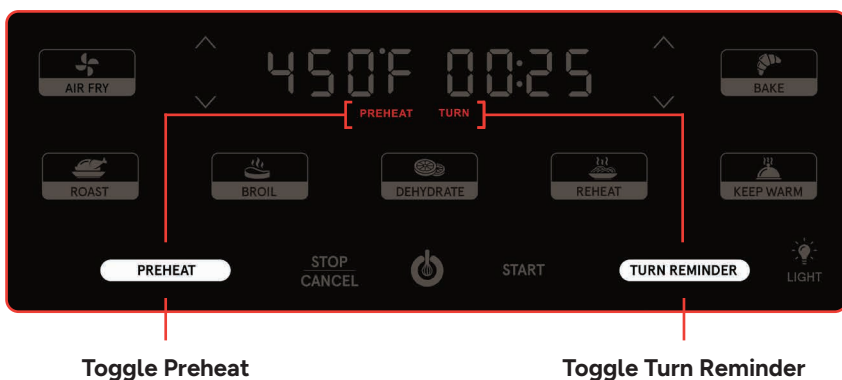 450°F 00:25
AIR FRY
BAKE
PREHEAT TURN
ROAST
BROIL
DEHYDRATE
REHEAT
KEEP WARM
PREHEAT
STOP
CANCEL
START
TURN REMINDER
LIGHT
Toggle Preheat
Toggle Turn Reminder